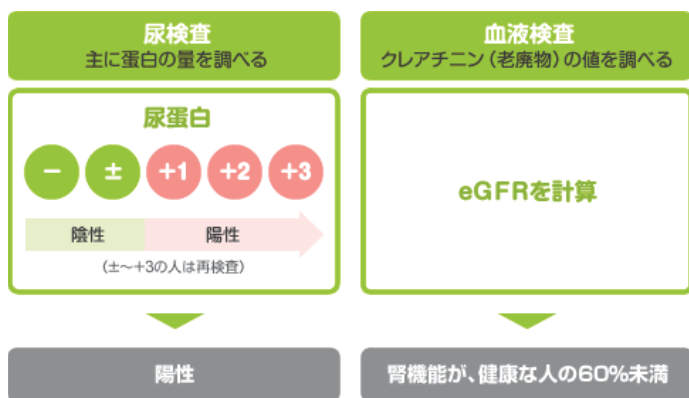 尿検査
主に蛋白の量を調べる
尿蛋白
－
±
+1
+2
+3
陰性
陽性
(±～+3の人は再検査)
陽性
血液検査
クレアチニン(老廃物)の値を調べる
eGFRを計算
腎機能が、健康な人の60%未満